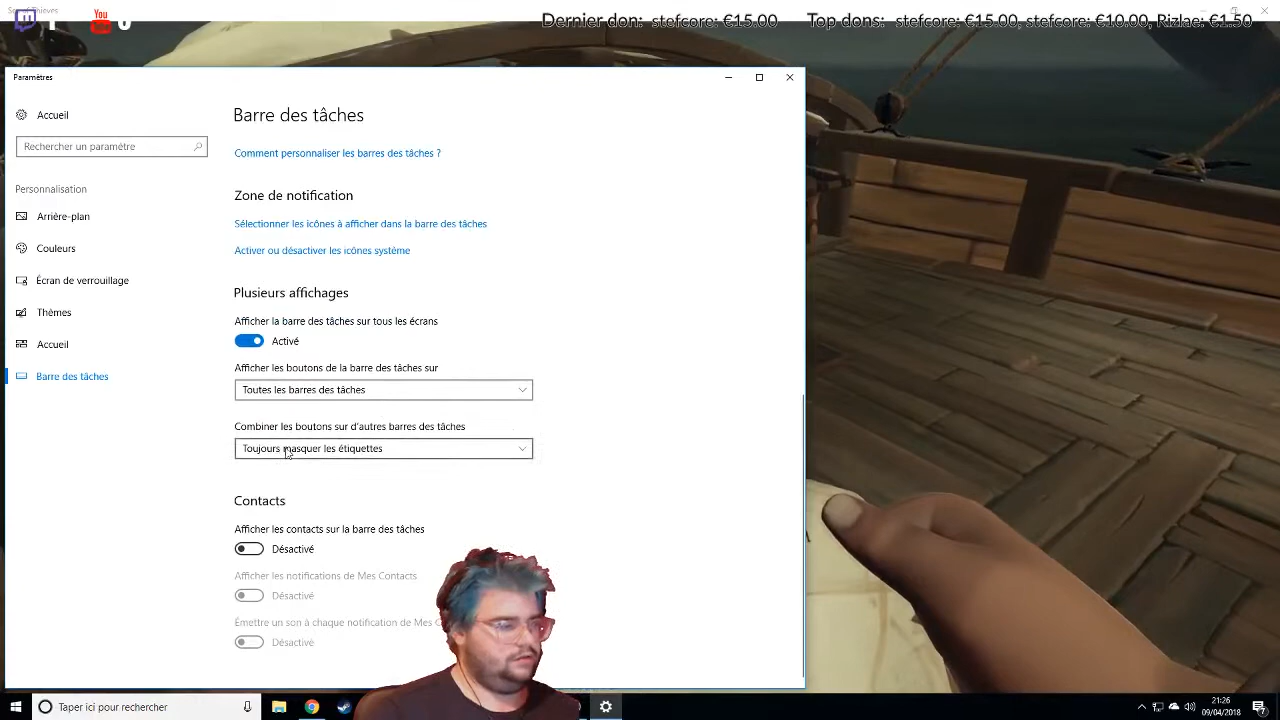 Dernier don: stefcore: €15.00 Top dons: stefcore: €15.00, stefcore: €10.00, Rizlac: €1.50
You
Paramètres
Accueil
Rechercher un paramètre
Personnalisation
Arrière-plan
Couleurs
Écran de verrouillage
Thèmes
Accueil
Barre des tâches
Barre des tâches
Comment personnaliser les barres des tâches ?
Zone de notification
Sélectionner les icônes à afficher dans la barre des tâches
Activer ou désactiver les icônes système
Plusieurs affichages
Afficher la barre des tâches sur tous les écrans
Activé
Afficher les boutons de la barre des tâches sur
Toutes les barres des tâches
Combiner les boutons sur d'autres barres des tâches
Toujours masquer les étiquettes
Contacts
Afficher les contacts sur la barre des tâches
Désactivé
Afficher les notifications de Mes Contacts
Désactivé
Émettre un son à chaque notification de Mes
Désactivé
Taper ici pour rechercher
21:26
09/04/2018